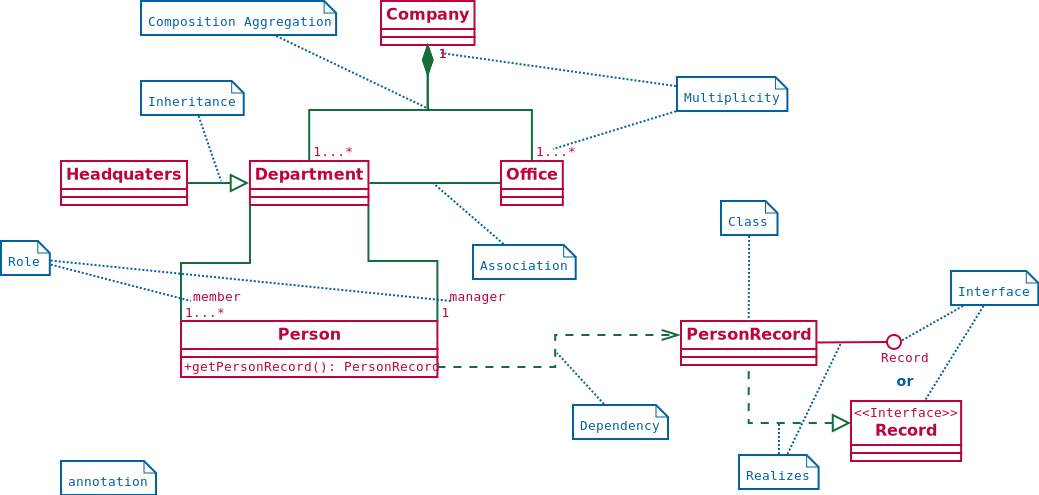 Composition Aggregation
Company
1
Inheritance
Multiplicity
1...*
1...*
Headquaters
Department
Office
Class
Role
Association
Interface
member
manager
1...*
1
Person
PersonRecord
Record
+getPersonRecord(): PersonRecord
or
<<Interface>>
Record
Dependency
Realizes
annotation